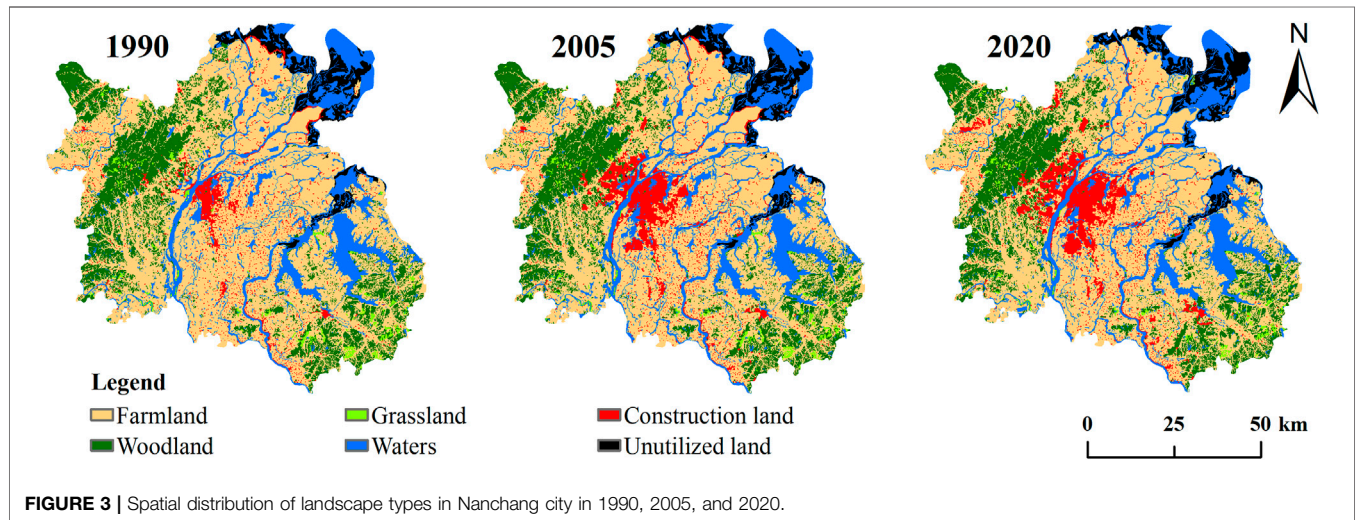 1990
2005
2020
N
Legend
Farmland
Grassland
Construction land
Woodland
Waters
Unutilized land
0 25 50 km
FIGURE 3 | Spatial distribution of landscape types in Nanchang city in 1990, 2005, and 2020.